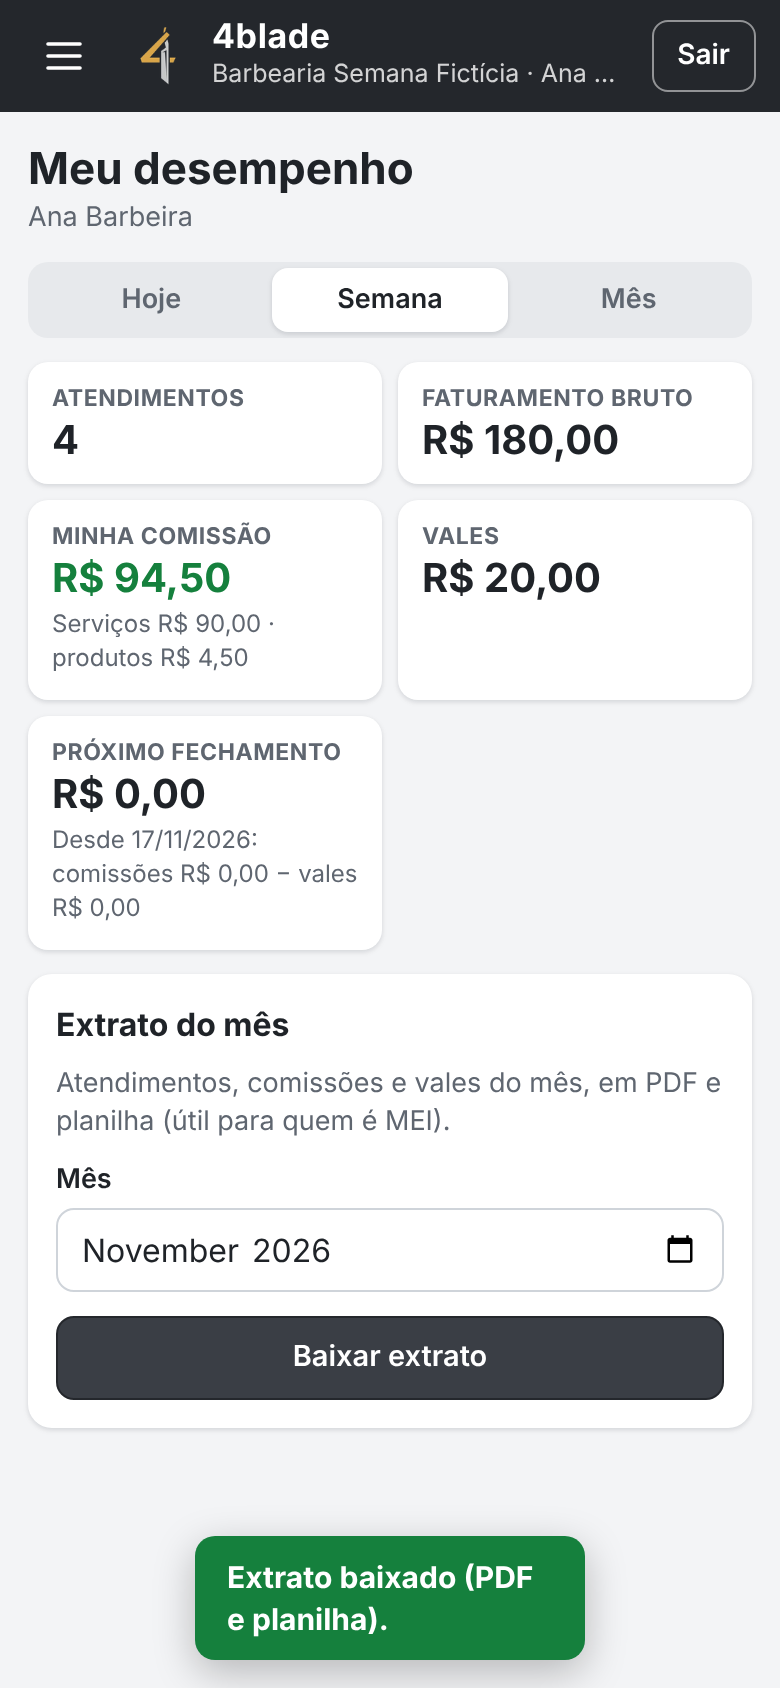 4blade
Barbearia Semana Fictícia · Ana ...
Sair
Meu desempenho
Ana Barbeira
Hoje
Semana
Mês
ATENDIMENTOS
4
FATURAMENTO BRUTO
R$ 180,00
MINHA COMISSÃO
R$ 94,50
Serviços R$ 90,00 ·
produtos R$ 4,50
VALES
R$ 20,00
PRÓXIMO FECHAMENTO
R$ 0,00
Desde 17/11/2026:
comissões R$ 0,00 − vales
R$ 0,00
Extrato do mês
Atendimentos, comissões e vales do mês, em PDF e
planilha (útil para quem é MEI).
Mês
November 2026
Baixar extrato
Extrato baixado (PDF
e planilha).